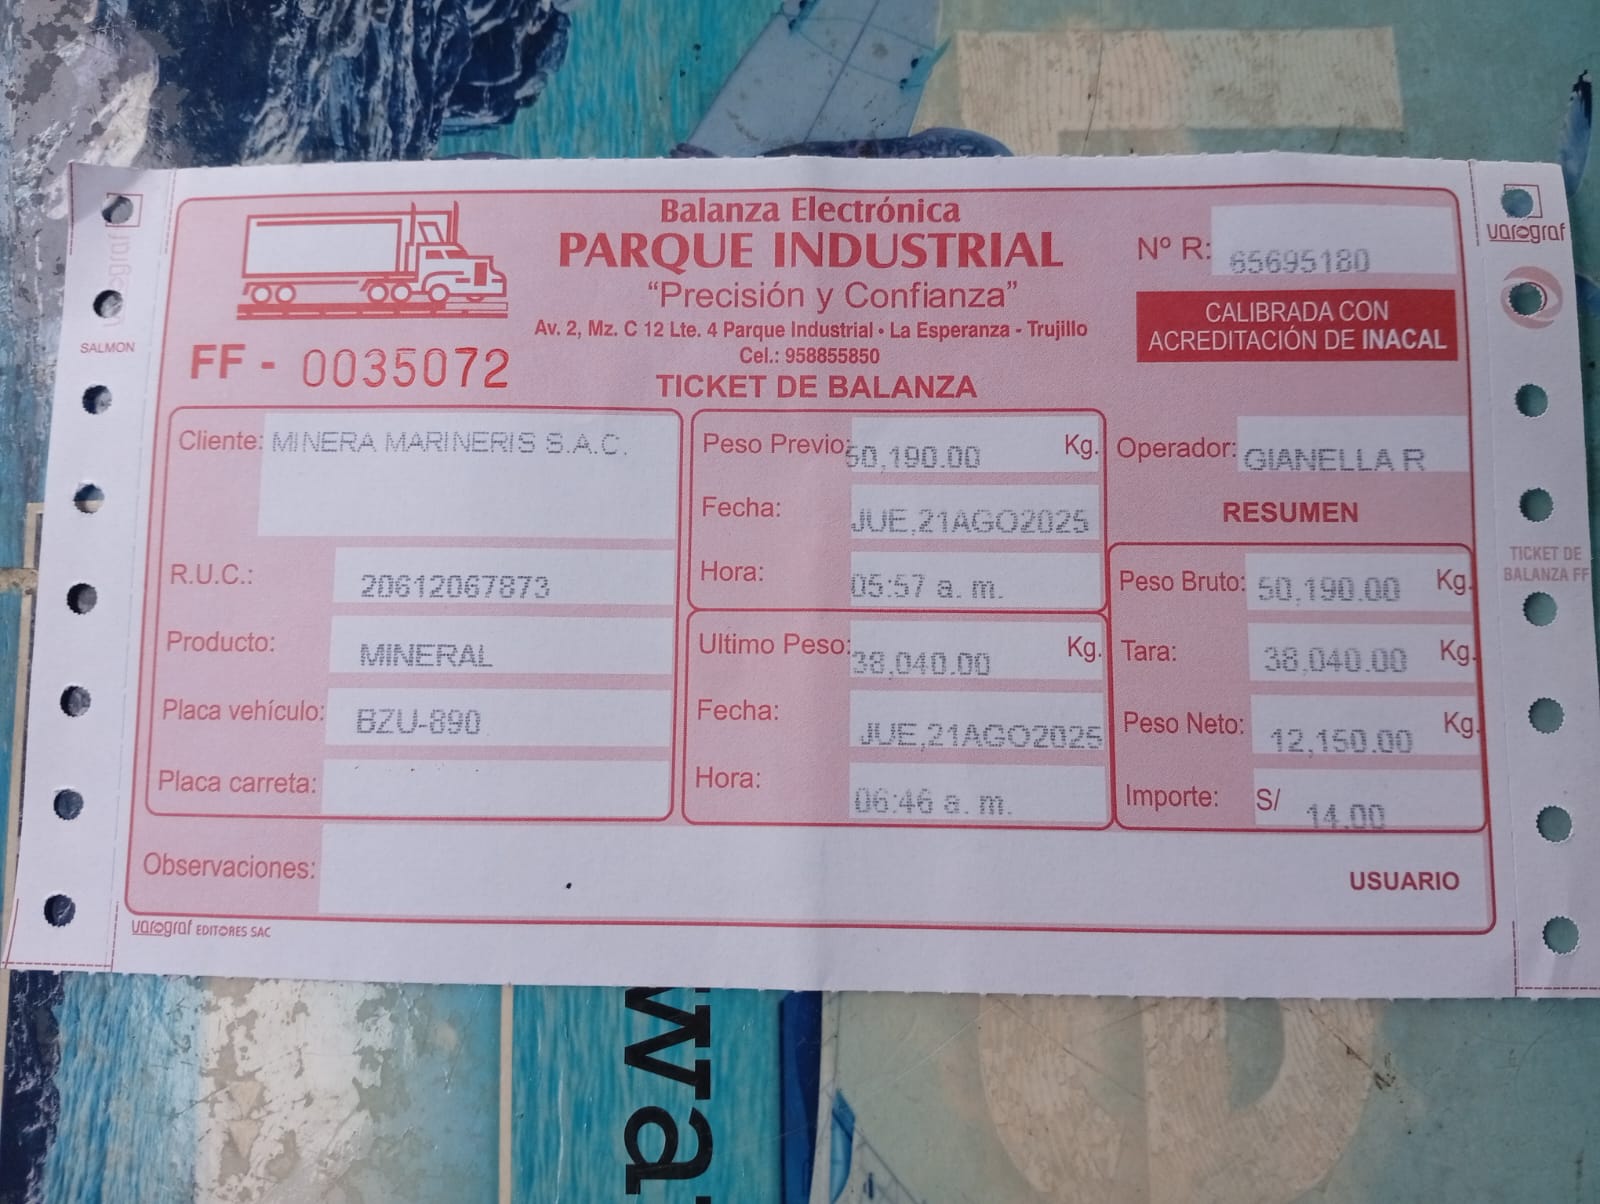 Balanza Electrónica
PARQUE INDUSTRIAL
“Precisión y Confianza”
Av. 2, Mz. C 12 Lte. 4 Parque Industrial • La Esperanza - Trujillo
Cel.: 958855850
TICKET DE BALANZA
Nº R: 65695180
CALIBRADA CON
ACREDITACIÓN DE INACAL
FF - 0035072
SALMON
varograf
varograf
TICKET DE
BALANZA FF
Cliente: MINERA MARINERIS S.A.C.
R.U.C.: 20612067873
Producto: MINERAL
Placa vehículo: BZU-890
Placa carreta:
Peso Previo: 50,190.00 Kg.
Fecha: JUE,21AGO2025
Hora: 05:57 a. m.
Ultimo Peso: 38,040.00 Kg.
Fecha: JUE,21AGO2025
Hora: 06:46 a. m.
Operador: GIANELLA R
RESUMEN
Peso Bruto: 50,190.00 Kg.
Tara: 38,040.00 Kg.
Peso Neto: 12,150.00 Kg.
Importe: S/ 14.00
Observaciones:
USUARIO
varograf EDITORES SAC
wa